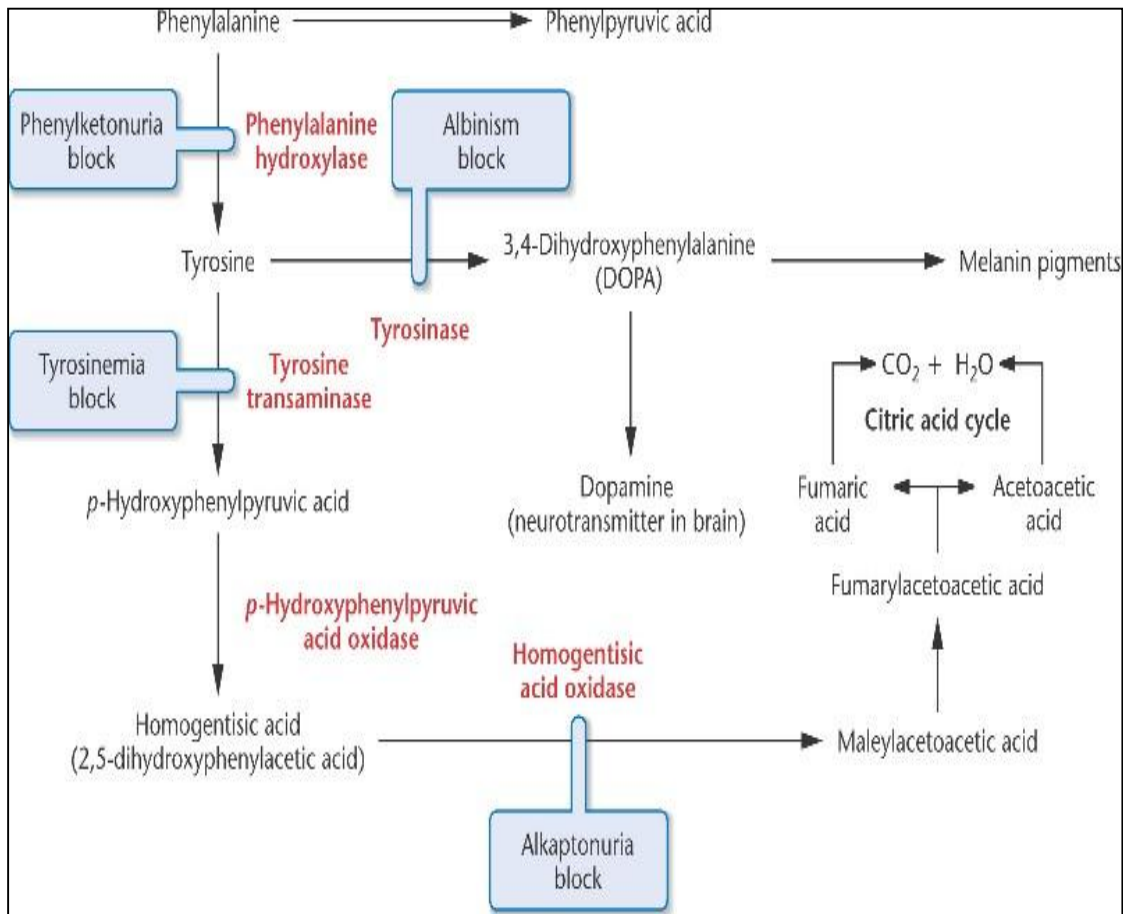 Phenylalanine
Phenylpyruvic acid
Phenylketonuria
block
Phenylalanine
hydroxylase
Albinism
block
Tyrosine
3,4-Dihydroxyphenylalanine
(DOPA)
Melanin pigments
Tyrosinase
Tyrosinemia
block
Tyrosine
transaminase
CO₂ + H₂O
Citric acid cycle
p-Hydroxyphenylpyruvic acid
Dopamine
(neurotransmitter in brain)
Fumaric
acid
Acetoacetic
acid
Fumarylacetoacetic acid
p-Hydroxyphenylpyruvic
acid oxidase
Homogentisic
acid oxidase
Homogentisic acid
(2,5-dihydroxyphenylacetic acid)
Maleylacetoacetic acid
Alkaptonuria
block